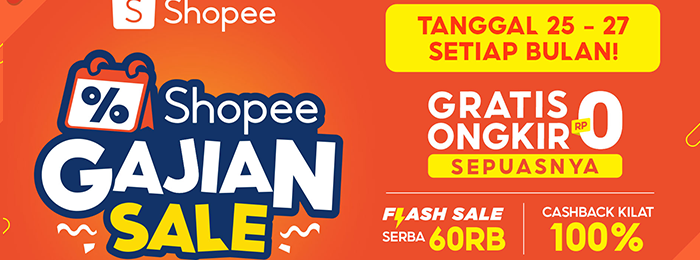 S Shopee
% Shopee
GAJIAN
SALE
TANGGAL 25 - 27
SETIAP BULAN!
GRATIS
ONGKIR RP 0
SEPUASNYA
FLASH SALE
SERBA 60RB
CASHBACK KILAT
100%